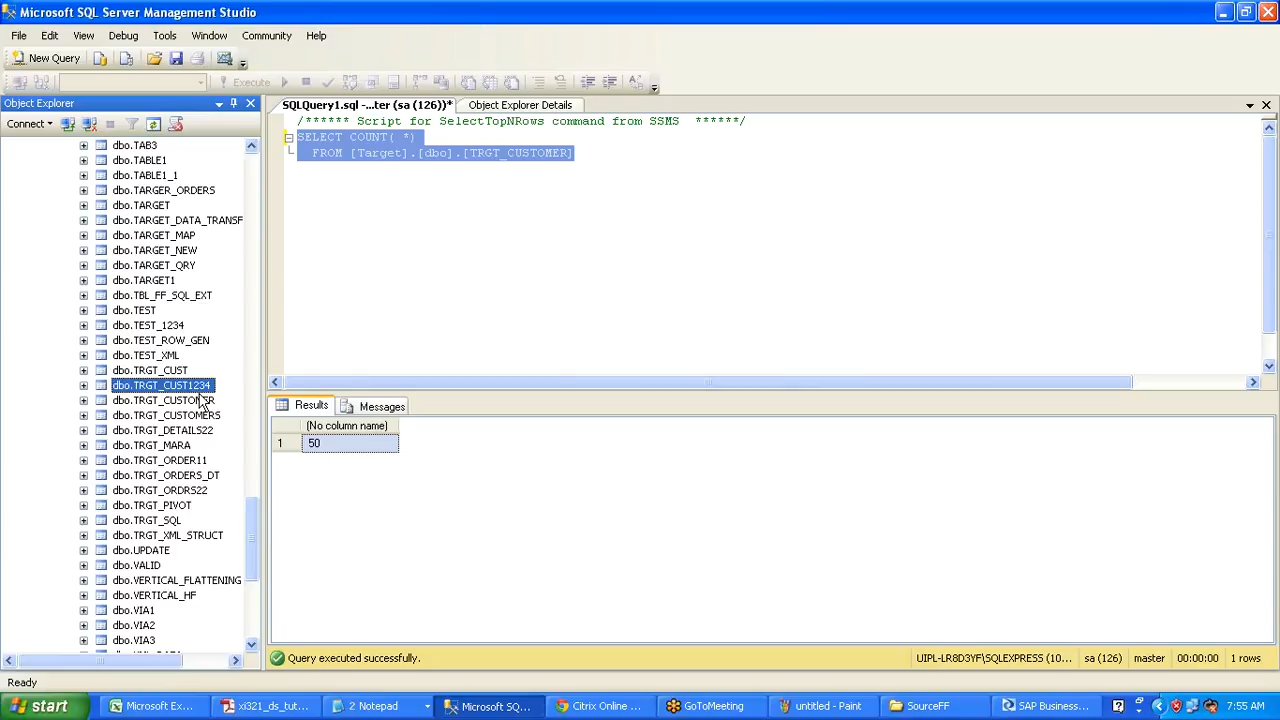 Microsoft SQL Server Management Studio
File Edit View Debug Tools Window Community Help
New Query
Execute
Object Explorer
SQLQuery1.sql -...ter (sa (126))* Object Explorer Details
Connect
/****** Script for SelectTopNRows command from SSMS ******/
SELECT COUNT( *)
FROM [Target].[dbo].[TRGT_CUSTOMER]
dbo.TAB3
dbo.TABLE1
dbo.TABLE1_1
dbo.TARGER_ORDERS
dbo.TARGET
dbo.TARGET_DATA_TRANSF
dbo.TARGET_MAP
dbo.TARGET_NEW
dbo.TARGET_QRY
dbo.TARGET1
dbo.TBL_FF_SQL_EXT
dbo.TEST
dbo.TEST_1234
dbo.TEST_ROW_GEN
dbo.TEST_XML
dbo.TRGT_CUST
dbo.TRGT_CUST1234
dbo.TRGT_CUSTOMER
dbo.TRGT_CUSTOMERS
dbo.TRGT_DETAILS22
dbo.TRGT_MARA
dbo.TRGT_ORDER11
dbo.TRGT_ORDERS_DT
dbo.TRGT_ORDRS22
dbo.TRGT_PIVOT
dbo.TRGT_SQL
dbo.TRGT_XML_STRUCT
dbo.UPDATE
dbo.VALID
dbo.VERTICAL_FLATTENING
dbo.VERTICAL_HF
dbo.VIA1
dbo.VIA2
dbo.VIA3
Results Messages
(No column name)
1 50
Query executed successfully. UIPL-LR8D3YF\SQLEXPRESS (10... sa (126) master 00:00:00 1 rows
Ready
start Microsoft Ex... xi321_ds_tut... 2 Notepad Microsoft SQ... Citrix Online ... GoToMeeting untitled - Paint SourceFF SAP Business... 7:55 AM